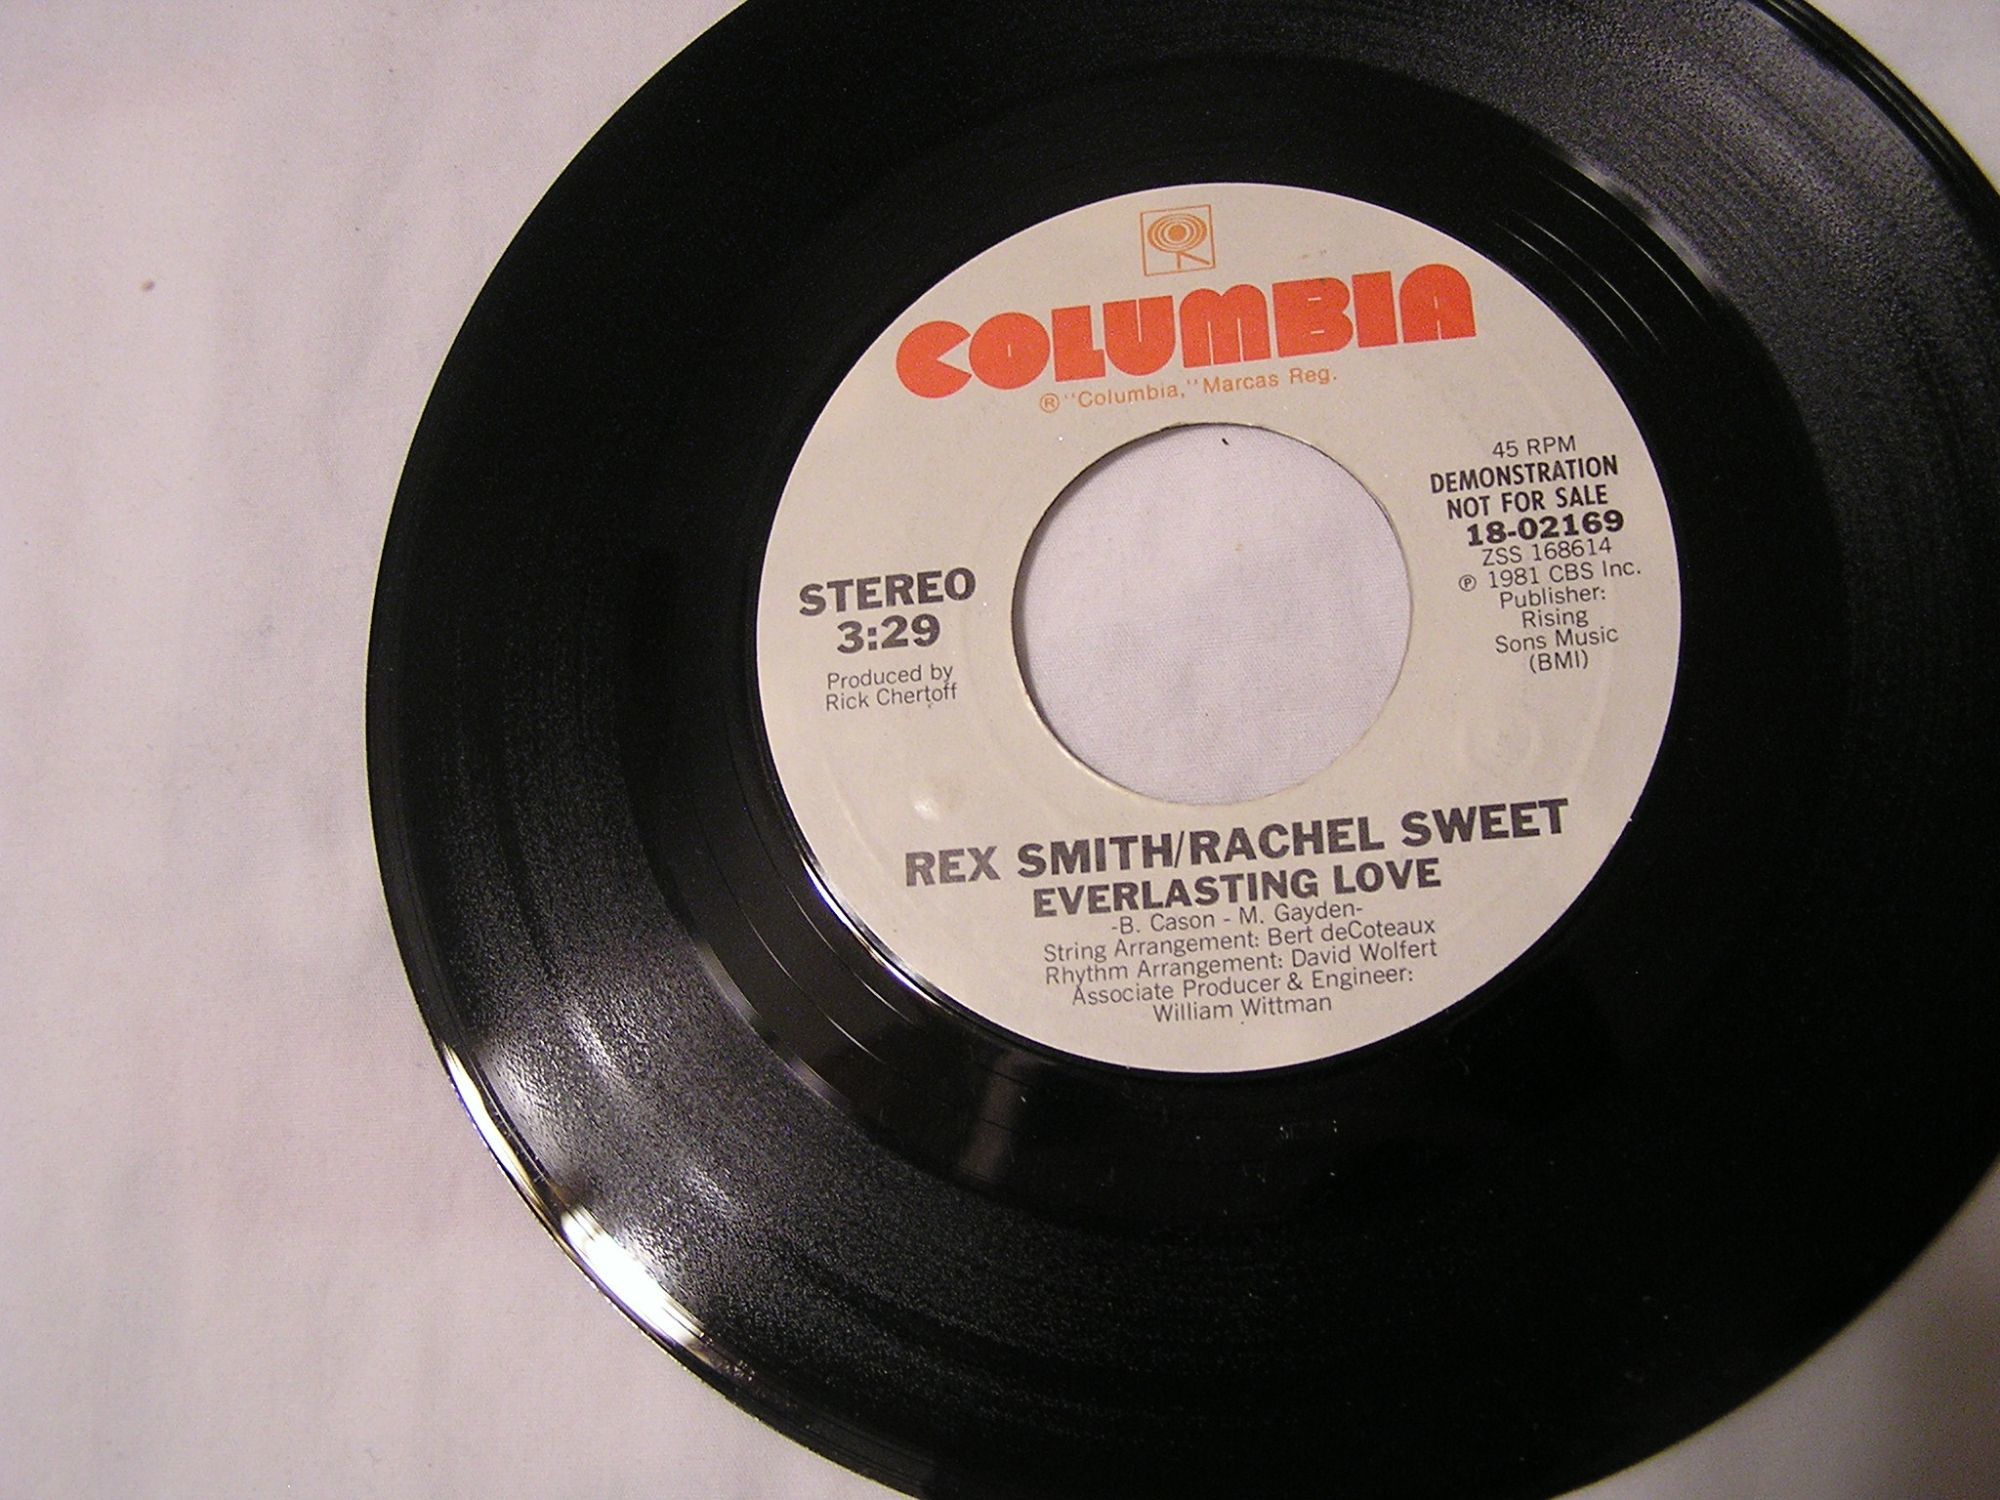 COLUMBIA
® "Columbia," Marcas Reg.
45 RPM
DEMONSTRATION
NOT FOR SALE
18-02169
ZSS 168614
℗ 1981 CBS Inc.
Publisher:
Rising
Sons Music
(BMI)
STEREO
3:29
Produced by
Rick Chertoff
REX SMITH/RACHEL SWEET
EVERLASTING LOVE
-B. Cason - M. Gayden-
String Arrangement: Bert deCoteaux
Rhythm Arrangement: David Wolfert
Associate Producer & Engineer:
William Wittman